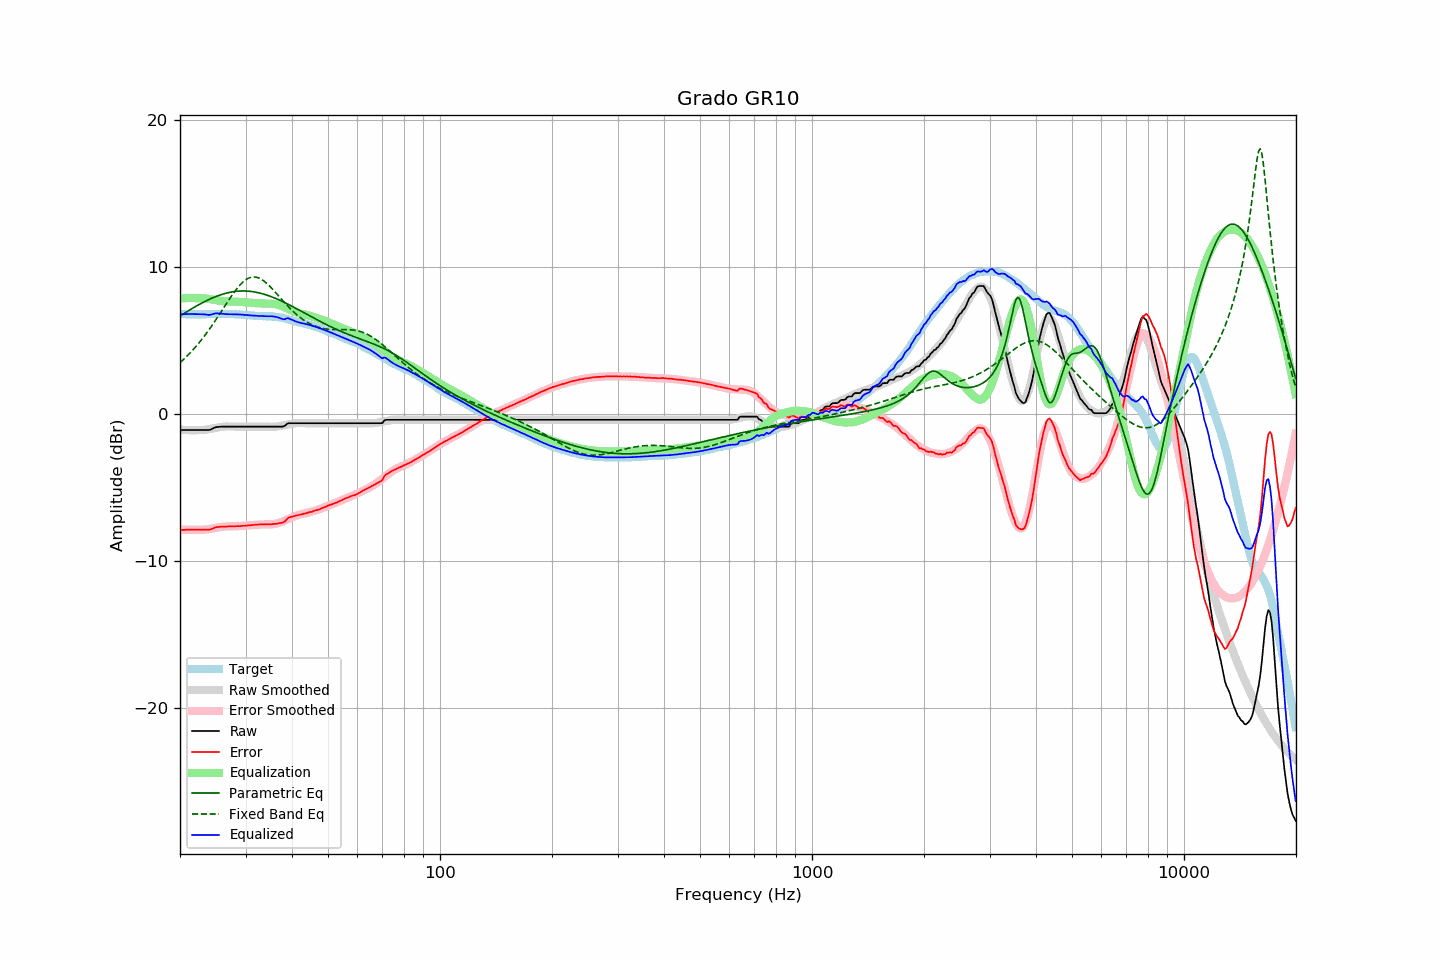 Grado GR10
20
10
0
−10
−20
Amplitude (dBr)
Target
Raw Smoothed
Error Smoothed
Raw
Error
Equalization
Parametric Eq
Fixed Band Eq
Equalized
100
1000
10000
Frequency (Hz)